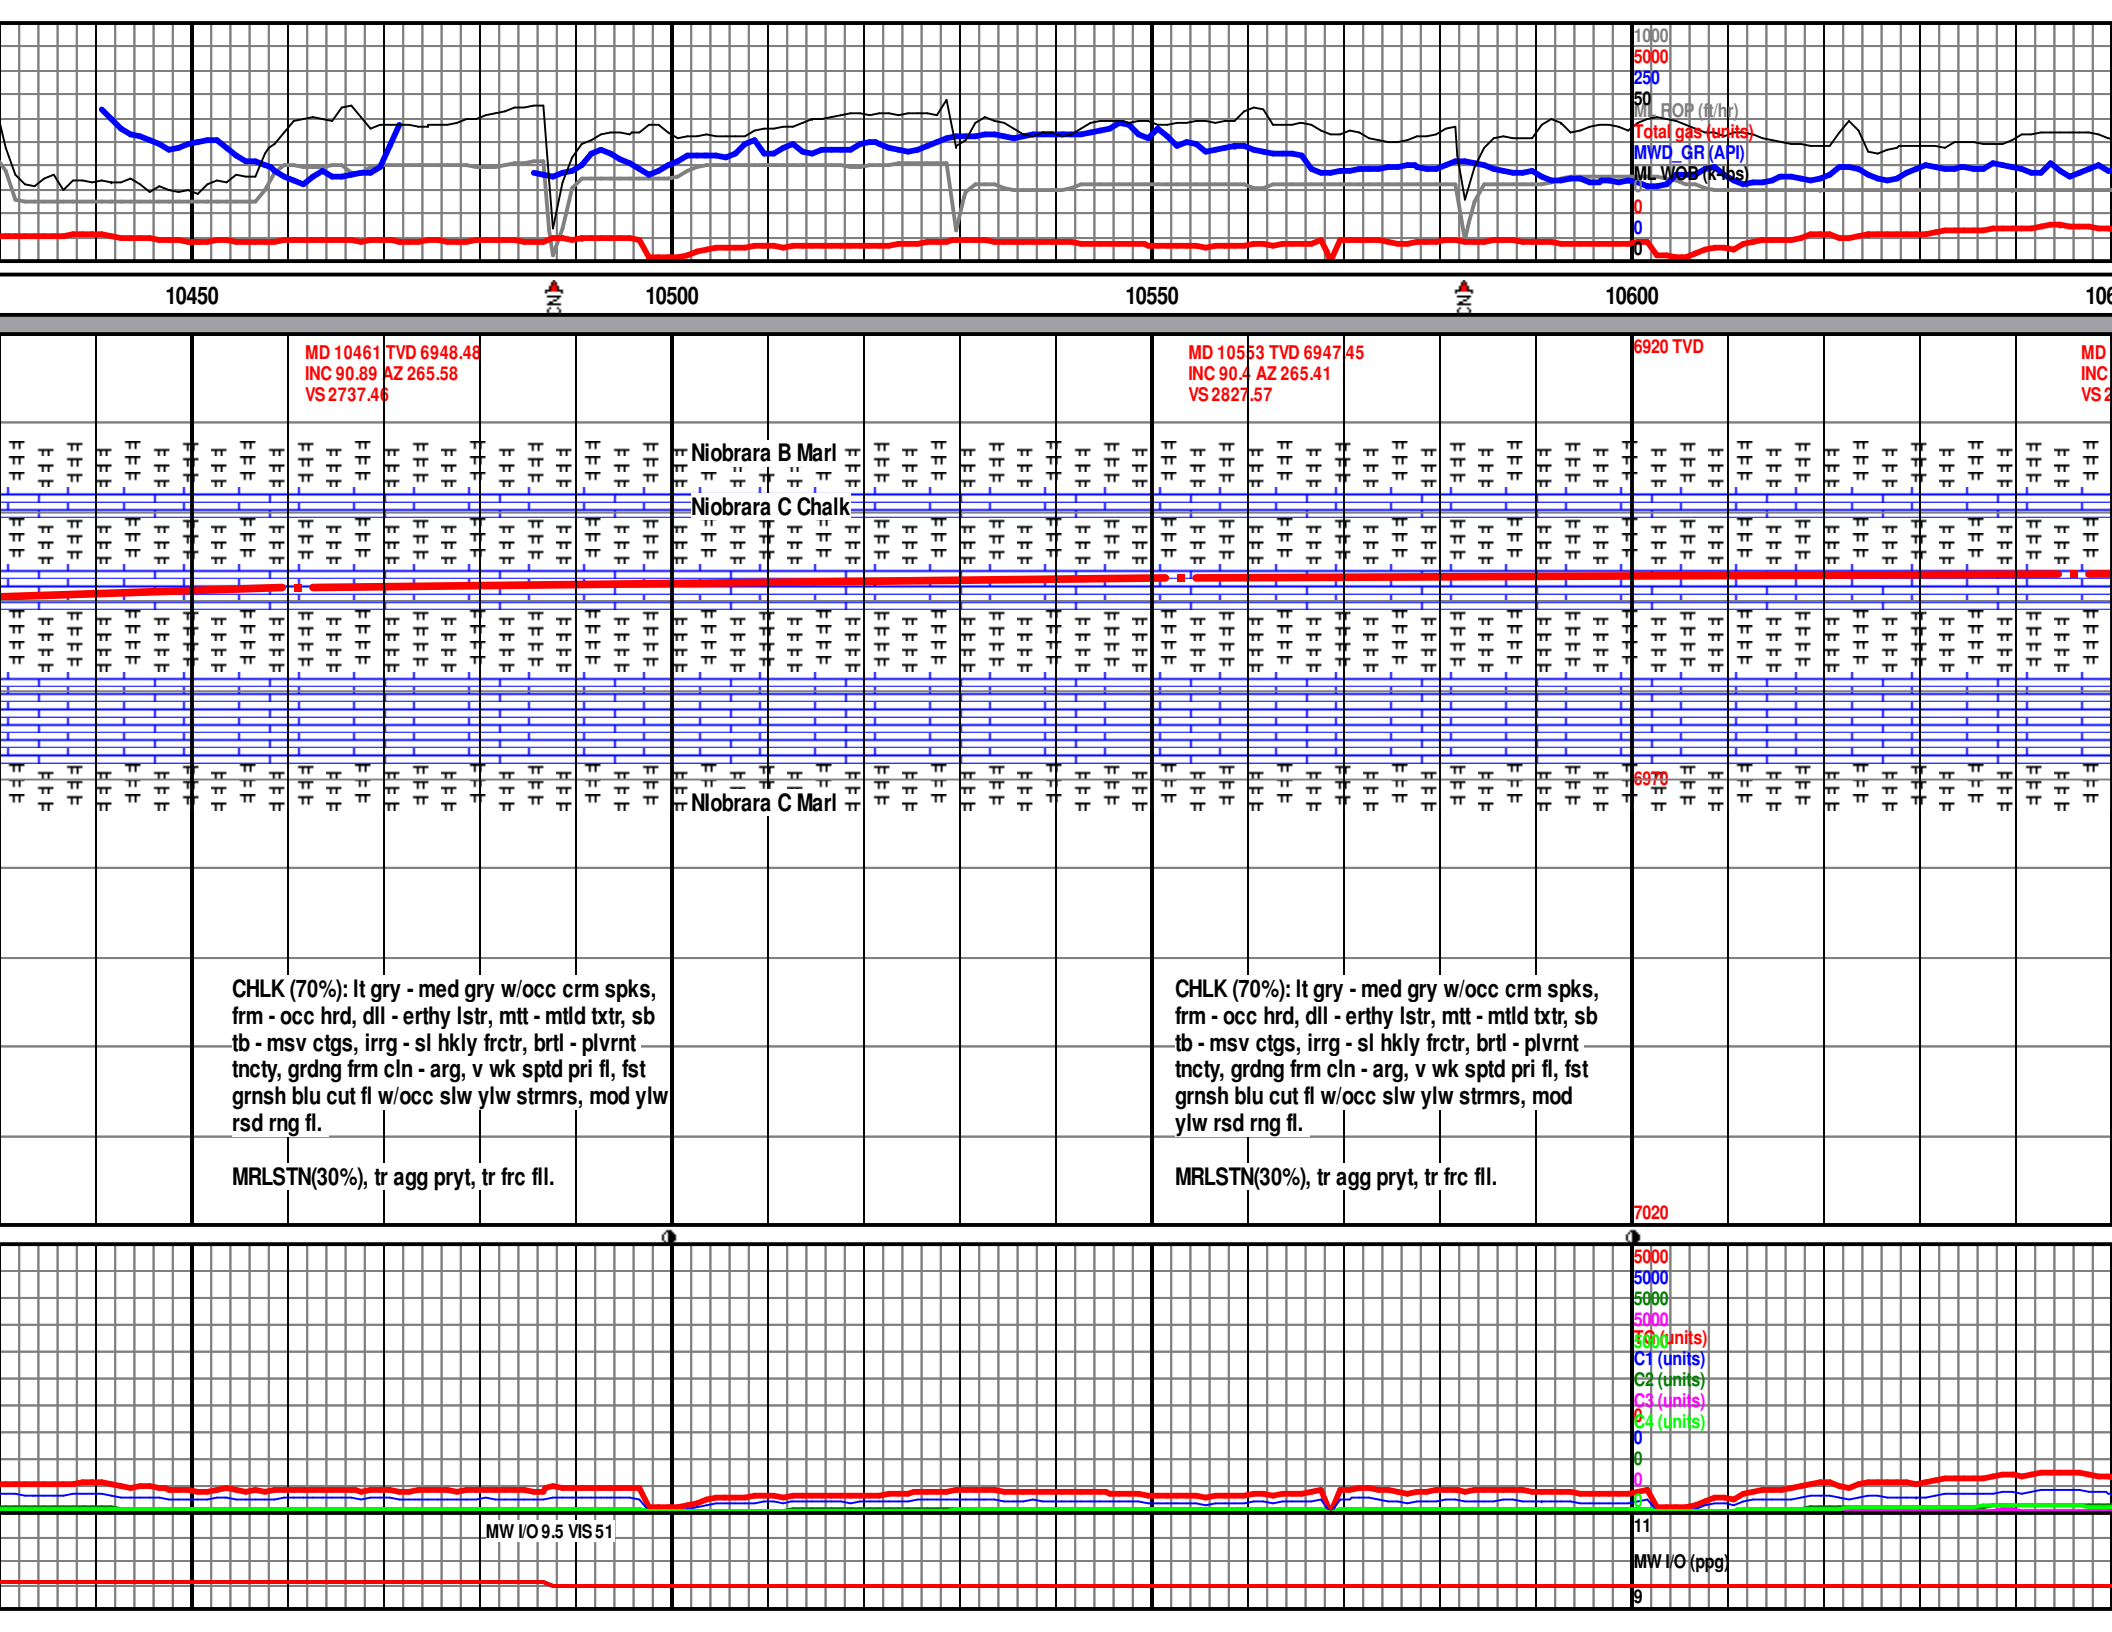 1000
5000
250
50
ML ROP (ft/hr)
Total gas (units)
MWD_GR (API)
ML WOB (k-lbs)
0
0
0
10450
CN
10500
10550
CN
10600
MD 10461 TVD 6948.48
INC 90.89 AZ 265.58
VS 2737.46
MD 10553 TVD 6947.45
INC 90.4 AZ 265.41
VS 2827.57
6920 TVD
MD
INC
Niobrara B Marl
Niobrara C Chalk
6970
NIobrara C Marl
CHLK (70%): lt gry - med gry w/occ crm spks,
frm - occ hrd, dll - erthy lstr, mtt - mtld txtr, sb
tb - msv ctgs, irrg - sl hkly frctr, brtl - plvrnt
tncty, grdng frm cln - arg, v wk sptd pri fl, fst
grnsh blu cut fl w/occ slw ylw strmrs, mod ylw
rsd rng fl.
MRLSTN(30%), tr agg pryt, tr frc fll.
CHLK (70%): lt gry - med gry w/occ crm spks,
frm - occ hrd, dll - erthy lstr, mtt - mtld txtr, sb
tb - msv ctgs, irrg - sl hkly frctr, brtl - plvrnt
tncty, grdng frm cln - arg, v wk sptd pri fl, fst
grnsh blu cut fl w/occ slw ylw strmrs, mod
ylw rsd rng fl.
MRLSTN(30%), tr agg pryt, tr frc fll.
7020
5000
5000
5000
5000
5000
TG (units)
C1 (units)
C2 (units)
C3 (units)
C4 (units)
0
0
0
0
0
MW I/O 9.5 VIS 51
11
MW I/O (ppg)
9